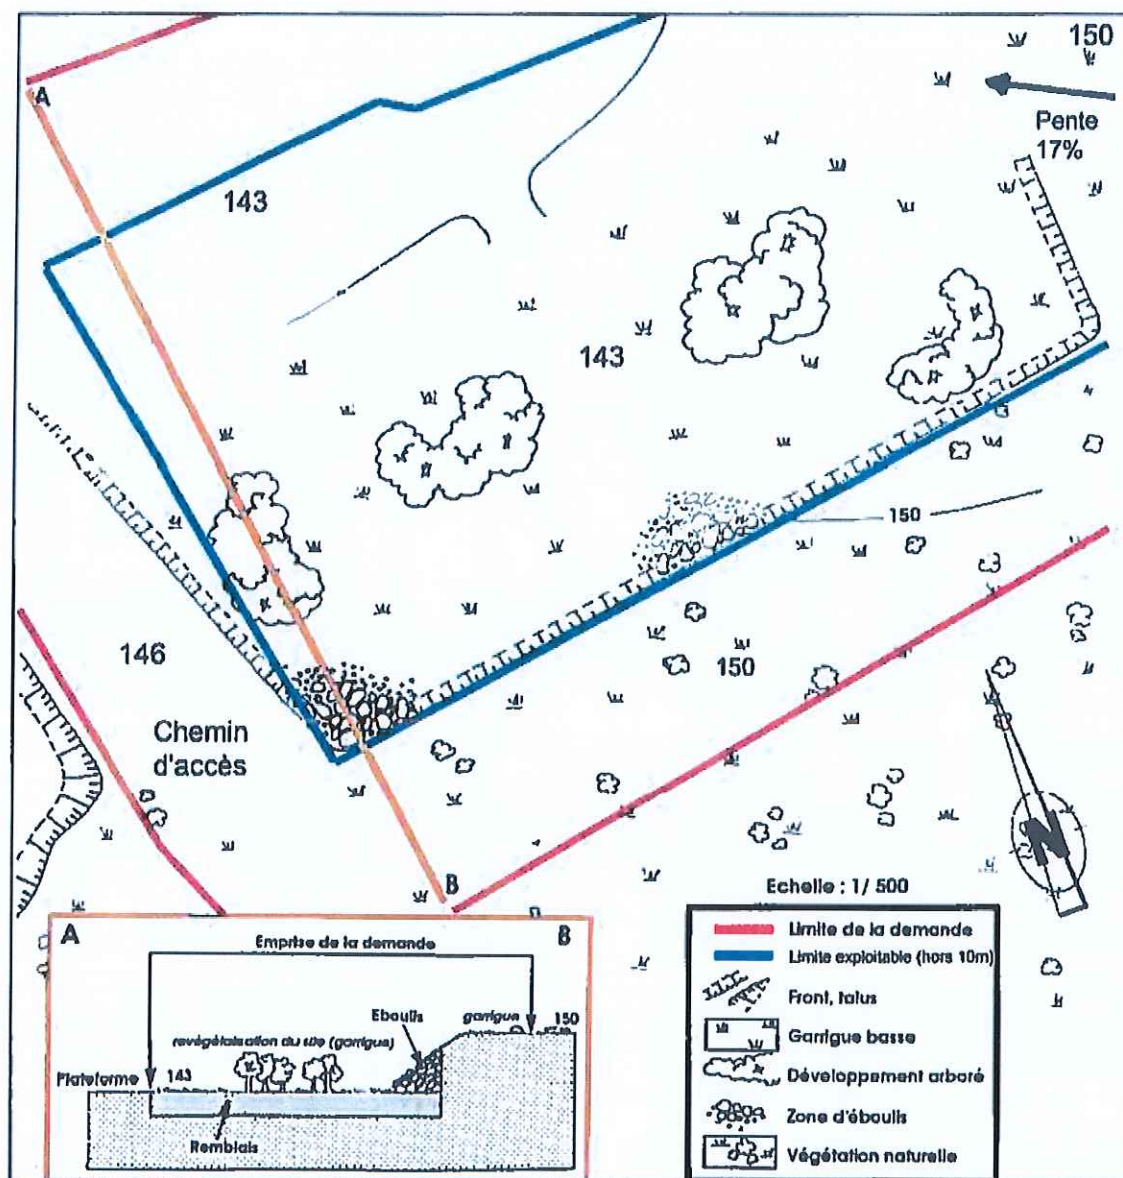 150
A
Pente
17%
143
143
150
146
150
Chemin
d'accès
B
N
Echelle : 1/ 500
A
B
Emprise de la demande
Eboulis
garrigue
150
revégétalisation du site (garrigue)
Plateforme
143
Remblais
Limite de la demande
Limite exploitable (hors 10m)
Front, talus
Garrigue basse
Développement arboré
Zone d'éboulis
Végétation naturelle